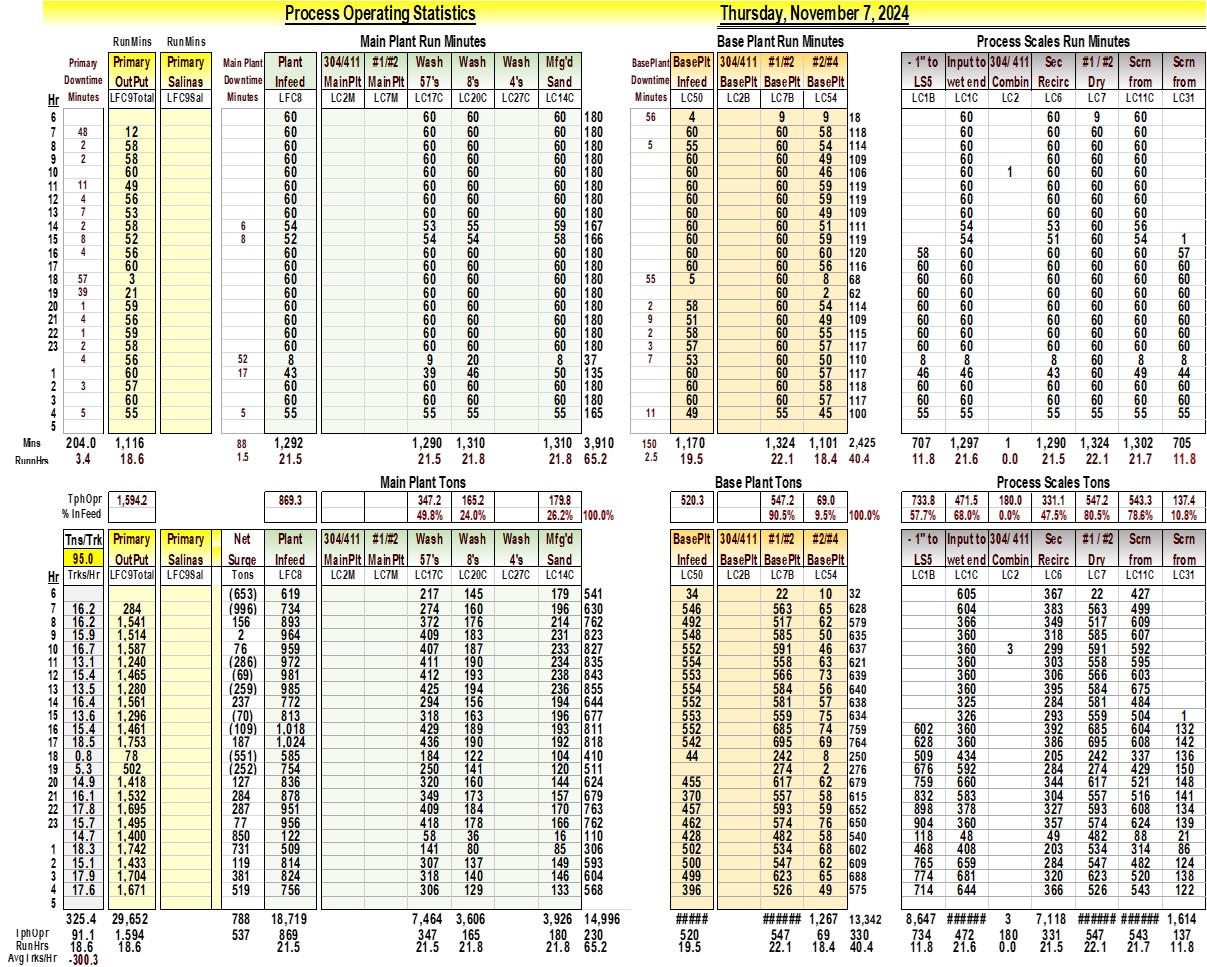 Process Operating Statistics Thursday, November 7, 2024
RunMins RunMins Main Plant Run Minutes Base Plant Run Minutes Process Scales Run Minutes
Primary Primary Primary Main Plant Plant 304/411 #1/#2 Wash Wash Wash Mfg'd BasePlant BasePlt 304/411 #1/#2 #2/#4 - 1" to Input to 304/ 411 Sec #1 / #2 Scrn Scrn
Downtime OutPut Salinas Downtime Infeed MainPlt MainPlt 57's 8's 4's Sand Downtime Infeed BasePlt BasePlt BasePlt LS5 wet end Combin Recirc Dry from from
Hr Minutes LFC9Total LFC9Sal Minutes LFC8 LC2M LC7M LC17C LC20C LC27C LC14C Minutes LC50 LC2B LC7B LC54 LC1B LC1C LC2 LC6 LC7 LC11C LC31
6 60 60 60 60 180 56 4 9 9 18 60 60 9 60
7 48 12 60 60 60 60 180 60 60 58 118 60 60 60 60
8 2 58 60 60 60 60 180 5 55 60 54 114 60 60 60 60
9 2 58 60 60 60 60 180 60 60 49 109 60 60 60 60
10 60 60 60 60 60 180 60 60 46 106 60 1 60 60 60
11 11 49 60 60 60 60 180 60 60 59 119 60 60 60 60
12 4 56 60 60 60 60 180 60 60 59 119 60 60 60 60
13 7 53 60 60 60 60 180 60 60 49 109 60 60 60 60
14 2 58 6 54 53 55 59 167 60 60 51 111 54 53 60 56
15 8 52 8 52 54 54 58 166 60 60 59 119 54 51 60 54 1
16 4 56 60 60 60 60 180 60 60 60 120 58 60 60 60 60 57
17 60 60 60 60 60 180 60 60 56 116 60 60 60 60 60 60
18 57 3 60 60 60 60 180 55 5 60 8 68 60 60 60 60 60 60
19 39 21 60 60 60 60 180 60 2 62 60 60 60 60 60 60
20 1 59 60 60 60 60 180 2 58 60 54 114 60 60 60 60 60 60
21 4 56 60 60 60 60 180 9 51 60 49 109 60 60 60 60 60 60
22 1 59 60 60 60 60 180 2 58 60 55 115 60 60 60 60 60 60
23 2 58 60 60 60 60 180 3 57 60 57 117 60 60 60 60 60 60
4 56 52 8 9 20 8 37 7 53 60 50 110 8 8 8 60 8 8
1 60 17 43 39 46 50 135 60 60 57 117 46 46 43 60 49 44
2 3 57 60 60 60 60 180 60 60 58 118 60 60 60 60 60 60
3 60 60 60 60 60 180 60 60 57 117 60 60 60 60 60 60
4 5 55 5 55 55 55 55 165 11 49 55 45 100 55 55 55 55 55 55
5
Mins 204.0 1,116 88 1,292 1,290 1,310 1,310 3,910 150 1,170 1,324 1,101 2,425 707 1,297 1 1,290 1,324 1,302 705
RunnHrs 3.4 18.6 1.5 21.5 21.5 21.8 21.8 65.2 2.5 19.5 22.1 18.4 40.4 11.8 21.6 0.0 21.5 22.1 21.7 11.8
Main Plant Tons Base Plant Tons Process Scales Tons
TphOpr 1,594.2 869.3 347.2 165.2 179.8 520.3 547.2 69.0 733.8 471.5 180.0 331.1 547.2 543.3 137.4
% InFeed 49.8% 24.0% 26.2% 100.0% 90.5% 9.5% 100.0% 57.7% 68.0% 0.0% 47.5% 80.5% 78.6% 10.8%
Tns/Trk Primary Primary Net Plant 304/411 #1/#2 Wash Wash Wash Mfg'd BasePlt 304/411 #1/#2 #2/#4 - 1" to Input to 304/ 411 Sec #1 / #2 Scrn Scrn
95.0 OutPut Salinas Surge Infeed MainPlt MainPlt 57's 8's 4's Sand Infeed BasePlt BasePlt BasePlt LS5 wet end Combin Recirc Dry from from
Hr Trks/Hr LFC9Total LFC9Sal Tons LFC8 LC2M LC7M LC17C LC20C LC27C LC14C LC50 LC2B LC7B LC54 LC1B LC1C LC2 LC6 LC7 LC11C LC31
6 (653) 619 217 145 179 541 34 22 10 32 605 367 22 427
7 16.2 284 (996) 734 274 160 196 630 546 563 65 628 604 383 563 499
8 16.2 1,541 156 893 372 176 214 762 492 517 62 579 366 349 517 609
9 15.9 1,514 2 964 409 183 231 823 548 585 50 635 360 318 585 607
10 16.7 1,587 76 959 407 187 233 827 552 591 46 637 360 3 299 591 592
11 13.1 1,240 (286) 972 411 190 234 835 554 558 63 621 360 303 558 595
12 15.4 1,465 (69) 981 412 193 238 843 553 566 73 639 360 306 566 603
13 13.5 1,280 (259) 985 425 194 236 855 554 584 56 640 360 395 584 675
14 16.4 1,561 237 772 294 156 194 644 552 581 57 638 325 284 581 484
15 13.6 1,296 (70) 813 318 163 196 677 553 559 75 634 326 293 559 504 1
16 15.4 1,461 (109) 1,018 429 189 193 811 552 685 74 759 602 360 392 685 604 132
17 18.5 1,753 187 1,024 436 190 192 818 542 695 69 764 628 360 386 695 608 142
18 0.8 78 (551) 585 184 122 104 410 44 242 8 250 509 434 205 242 337 136
19 5.3 502 (252) 754 250 141 120 511 274 2 276 676 592 284 274 429 150
20 14.9 1,418 127 836 320 160 144 624 455 617 62 679 759 660 344 617 521 148
21 16.1 1,532 284 878 349 173 157 679 370 557 58 615 832 583 304 557 516 141
22 17.8 1,695 287 951 409 184 170 763 457 593 59 652 898 378 327 593 608 134
23 15.7 1,495 77 956 418 178 166 762 462 574 76 650 904 360 357 574 624 139
14.7 1,400 850 122 58 36 16 110 428 482 58 540 118 48 49 482 88 21
1 18.3 1,742 731 509 141 80 85 306 502 534 68 602 468 408 203 534 314 86
2 15.1 1,433 119 814 307 137 149 593 500 547 62 609 765 659 284 547 482 124
3 17.9 1,704 381 824 318 140 146 604 499 623 65 688 774 681 320 623 520 138
4 17.6 1,671 519 756 306 129 133 568 396 526 49 575 714 644 366 526 543 122
5
325.4 29,652 788 18,719 7,464 3,606 3,926 14,996 ##### ###### 1,267 13,342 8,647 ###### 3 7,118 ###### ###### 1,614
TphOpr 91.1 1,594 537 869 347 165 180 230 520 547 69 330 734 472 180 331 547 543 137
RunHrs 18.6 18.6 21.5 21.5 21.8 21.8 65.2 19.5 22.1 18.4 40.4 11.8 21.6 0.0 21.5 22.1 21.7 11.8
AvgTrks/Hr -300.3